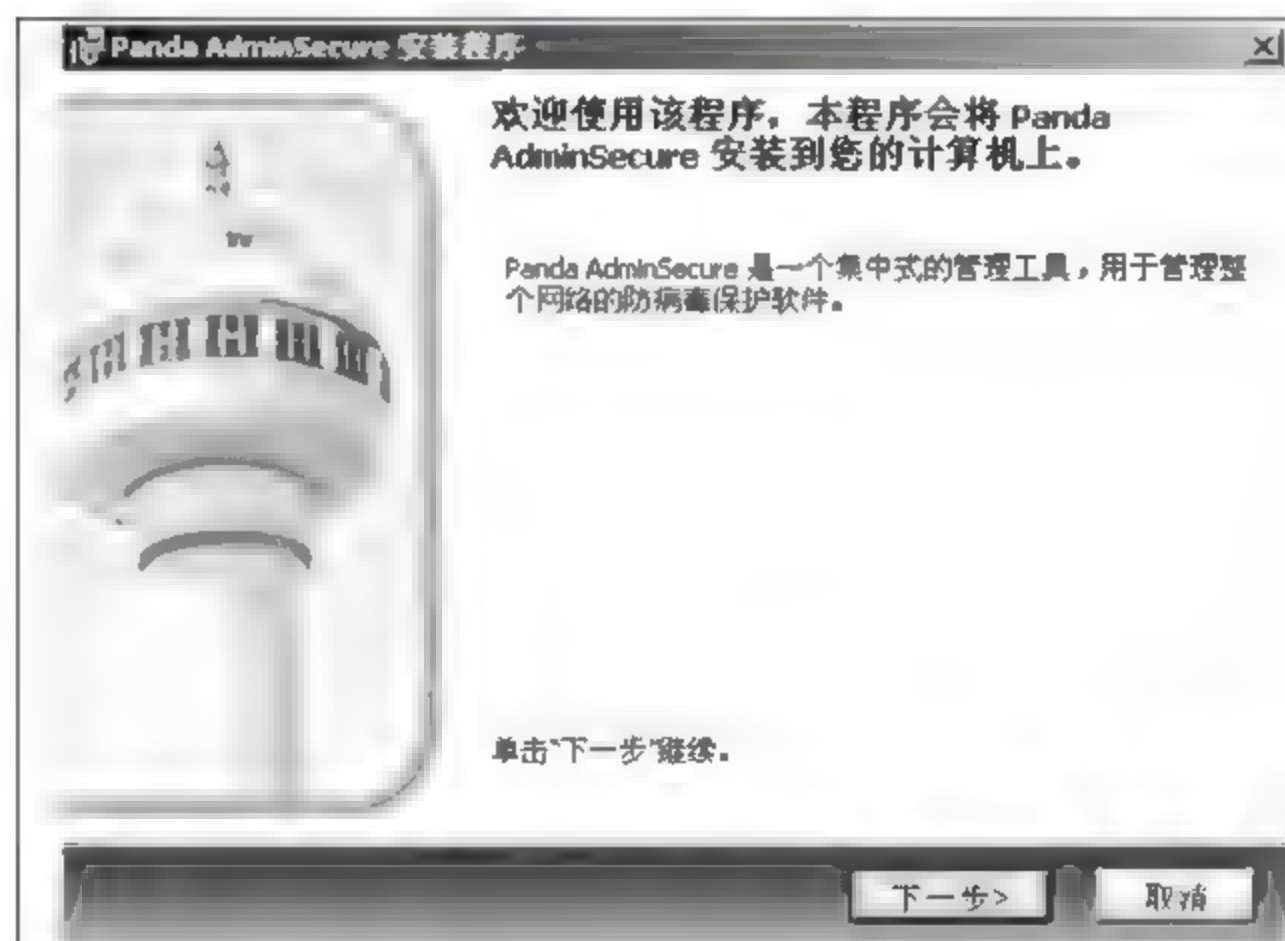 Panda AdminSecure 安装程序
欢迎使用该程序。本程序会将 Panda
AdminSecure 安装到您的计算机上。
Panda AdminSecure 是一个集中式的管理工具，用于管理整
个网络的防病毒保护软件。
单击"下一步"继续。
下一步>
取消